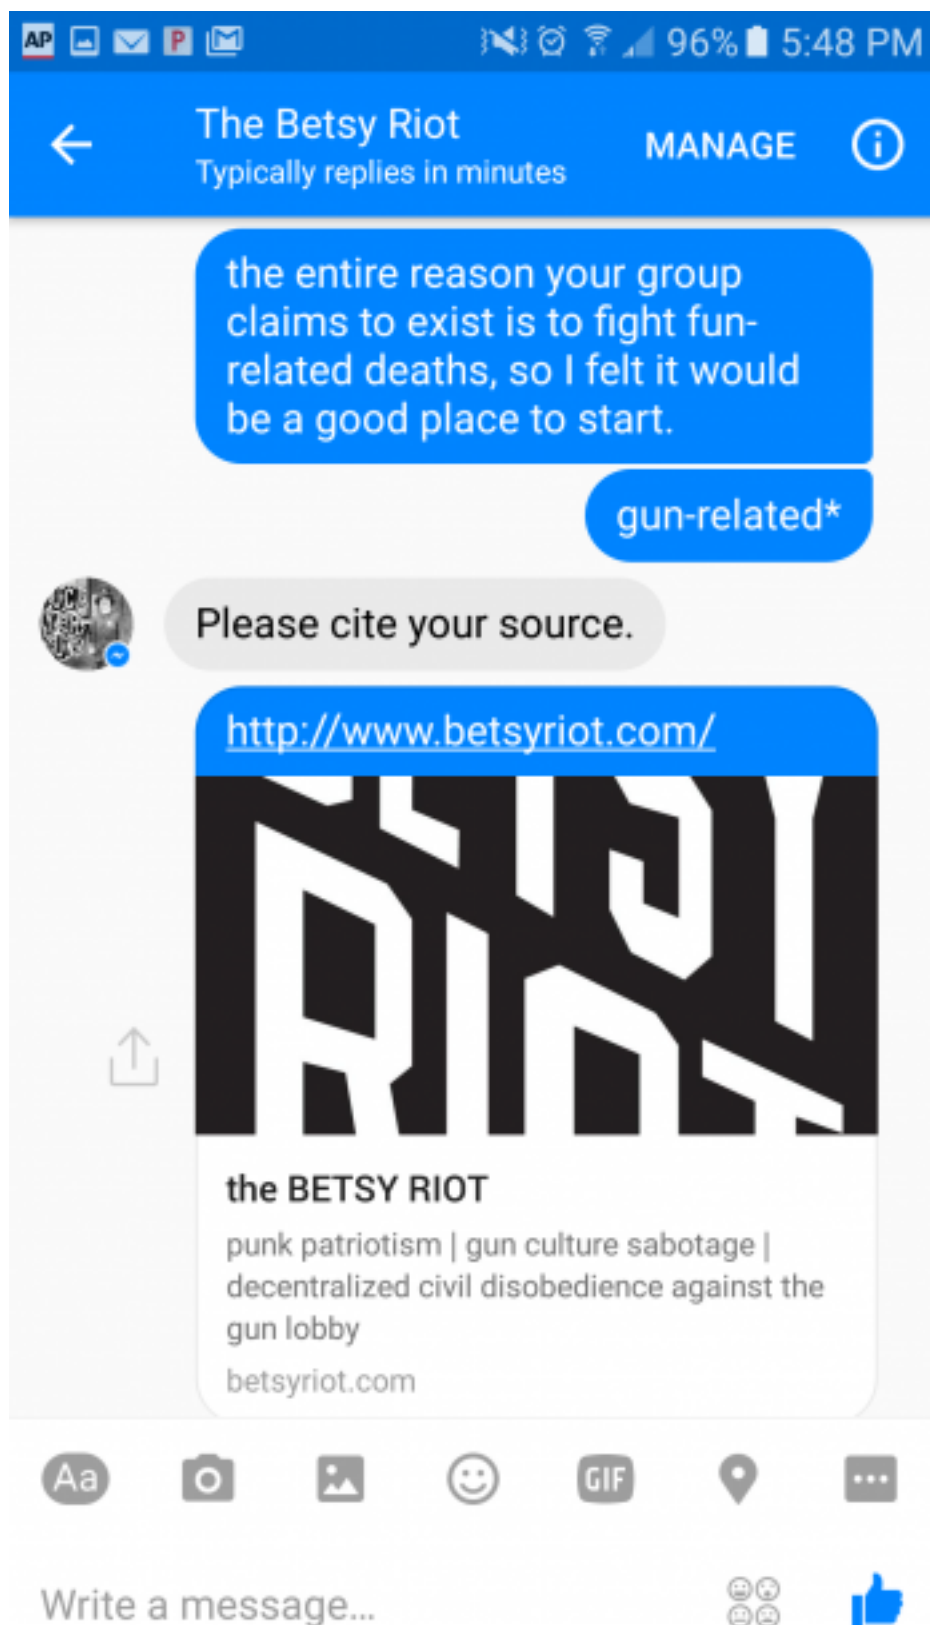 AP P M 96% 5:48 PM
The Betsy Riot
Typically replies in minutes
MANAGE
the entire reason your group
claims to exist is to fight fun-
related deaths, so I felt it would
be a good place to start.
gun-related*
Please cite your source.
http://www.betsyriot.com/
BETSY
RIOT
the BETSY RIOT
punk patriotism | gun culture sabotage |
decentralized civil disobedience against the
gun lobby
betsyriot.com
Aa GIF
Write a message...